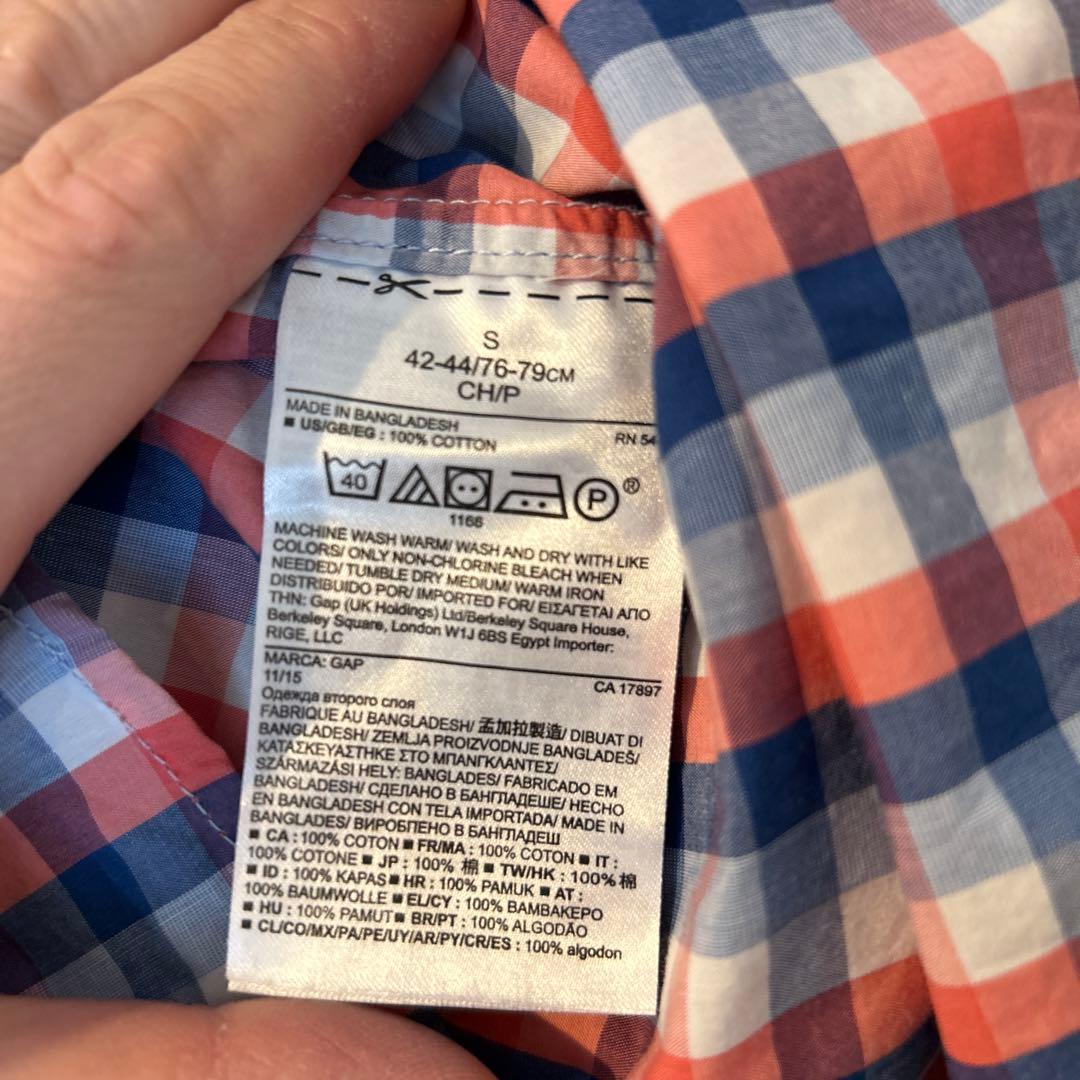 S
42-44/76-79CM
CH/P
MADE IN BANGLADESH
RN 54
■ US/GB/EG : 100% COTTON
40
P
®
1166
MACHINE WASH WARM/ WASH AND DRY WITH LIKE
COLORS/ ONLY NON-CHLORINE BLEACH WHEN
NEEDED/ TUMBLE DRY MEDIUM/ WARM IRON
DISTRIBUIDO POR/ IMPORTED FOR/ ΕΙΣΑΓΕΤΑΙ ΑΠΟ
ΤΗΝ: Gap (UK Holdings) Ltd/Berkeley Square House,
Berkeley Square, London W1J 6BS Egypt Importer:
RIGE, LLC
MARCA: GAP
11/15
CA 17897
Одежда второго слоя
FABRIQUE AU BANGLADESH/ 孟加拉製造/ DIBUAT DI
BANGLADESH/ ZEMLJA PROIZVODNJE BANGLADEŠ/
ΚΑΤΑΣΚΕΥΑΣΤΗΚΕ ΣΤΟ ΜΠΑΝΓΚΛΑΝΤΕΣ/
SZÁRMAZÁSI HELY: BANGLADES/ FABRICADO EM
BANGLADESH/ СДЕЛАНО В БАНГЛАДЕШЕ/ HECHO
EN BANGLADESH CON TELA IMPORTADA/ MADE IN
BANGLADES/ ВИРОБЛЕНО В БАНГЛАДЕШ
■ CA : 100% COTON ■ FR/MA : 100% COTON ■ IT :
100% COTONE ■ JP : 100% 棉 ■ TW/HK : 100% 棉
■ ID : 100% KAPAS ■ HR : 100% PAMUK ■ AT :
100% BAUMWOLLE ■ EL/CY : 100% ΒΑΜΒΑΚΕΡΟ
■ HU : 100% PAMUT ■ BR/PT : 100% ALGODÃO
■ CL/CO/MX/PA/PE/UY/AR/PY/CR/ES : 100% algodon